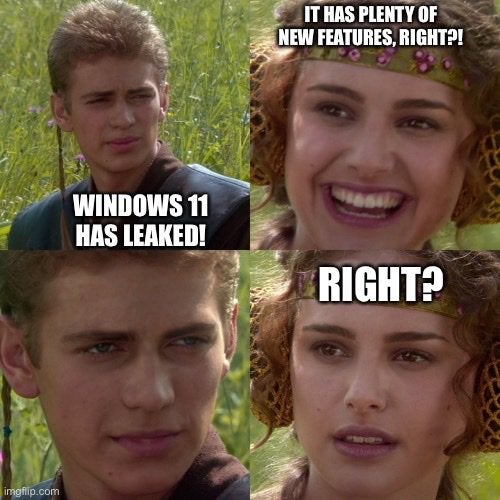 IT HAS PLENTY OF
NEW FEATURES, RIGHT?!
WINDOWS 11
HAS LEAKED!
RIGHT?
imgflip.com